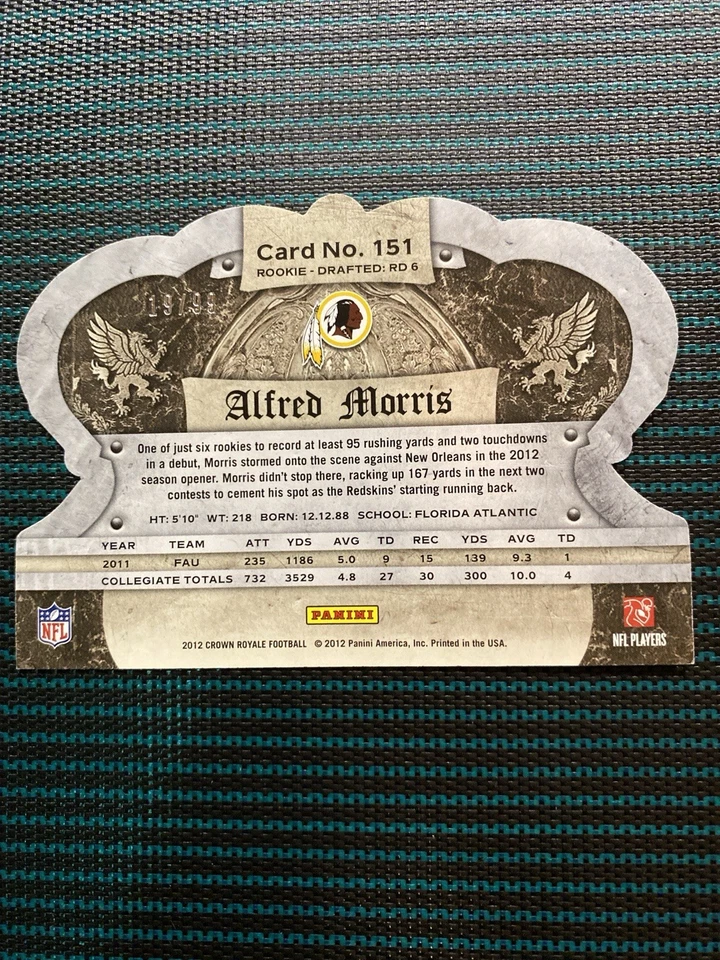 Card No. 151
ROOKIE - DRAFTED: RD 6
19/99
Alfred Morris
One of just six rookies to record at least 95 rushing yards and two touchdowns
in a debut, Morris stormed onto the scene against New Orleans in the 2012
season opener. Morris didn't stop there, racking up 167 yards in the next two
contests to cement his spot as the Redskins' starting running back.
HT: 5'10" WT: 218 BORN: 12.12.88 SCHOOL: FLORIDA ATLANTIC
YEAR TEAM ATT YDS AVG TD REC YDS AVG TD
2011 FAU 235 1186 5.0 9 15 139 9.3 1
COLLEGIATE TOTALS 732 3529 4.8 27 30 300 10.0 4
NFL
PANINI
NFL PLAYERS
2012 CROWN ROYALE FOOTBALL © 2012 Panini America, Inc. Printed in the USA.